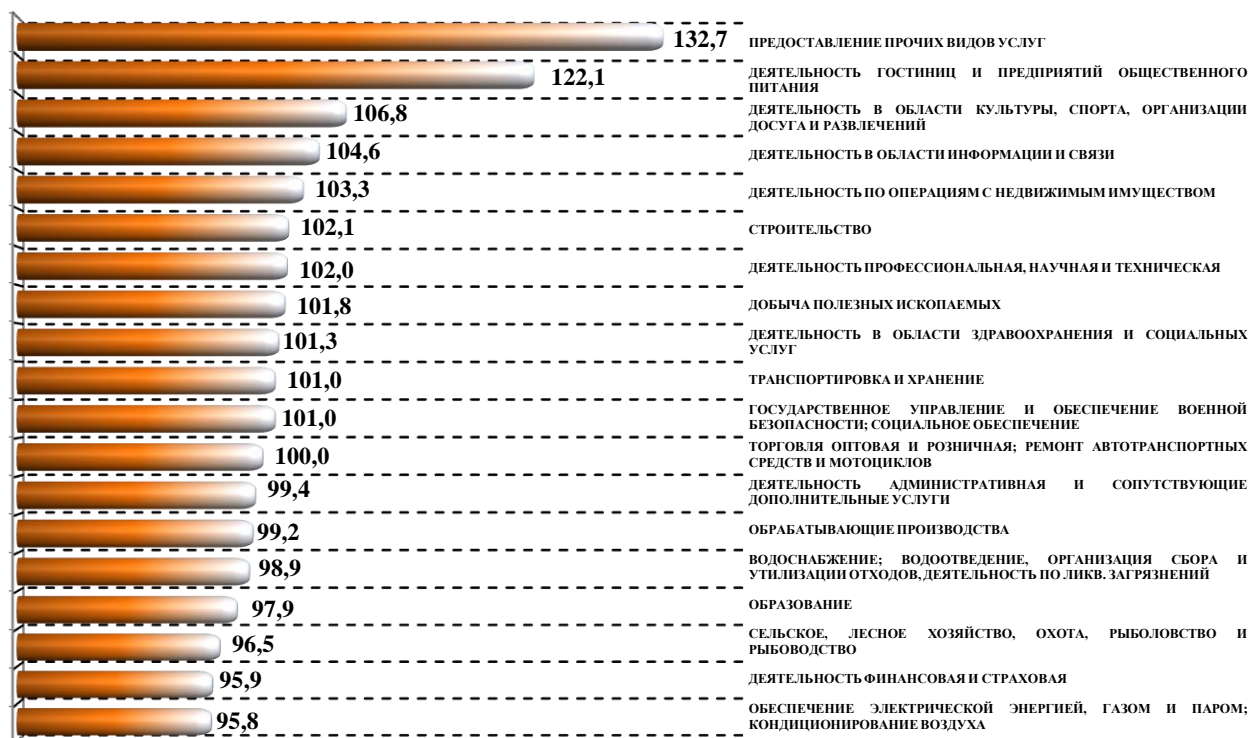 132,7 ПРЕДОСТАВЛЕНИЕ ПРОЧИХ ВИДОВ УСЛУГ
122,1 ДЕЯТЕЛЬНОСТЬ ГОСТИНИЦ И ПРЕДПРИЯТИЙ ОБЩЕСТВЕННОГО
ПИТАНИЯ
106,8 ДЕЯТЕЛЬНОСТЬ В ОБЛАСТИ КУЛЬТУРЫ, СПОРТА, ОРГАНИЗАЦИИ
ДОСУГА И РАЗВЛЕЧЕНИЙ
104,6 ДЕЯТЕЛЬНОСТЬ В ОБЛАСТИ ИНФОРМАЦИИ И СВЯЗИ
103,3 ДЕЯТЕЛЬНОСТЬ ПО ОПЕРАЦИЯМ С НЕДВИЖИМЫМ ИМУЩЕСТВОМ
102,1 СТРОИТЕЛЬСТВО
102,0 ДЕЯТЕЛЬНОСТЬ ПРОФЕССИОНАЛЬНАЯ, НАУЧНАЯ И ТЕХНИЧЕСКАЯ
101,8 ДОБЫЧА ПОЛЕЗНЫХ ИСКОПАЕМЫХ
101,3 ДЕЯТЕЛЬНОСТЬ В ОБЛАСТИ ЗДРАВООХРАНЕНИЯ И СОЦИАЛЬНЫХ
УСЛУГ
101,0 ТРАНСПОРТИРОВКА И ХРАНЕНИЕ
101,0 ГОСУДАРСТВЕННОЕ УПРАВЛЕНИЕ И ОБЕСПЕЧЕНИЕ ВОЕННОЙ
БЕЗОПАСНОСТИ; СОЦИАЛЬНОЕ ОБЕСПЕЧЕНИЕ
100,0 ТОРГОВЛЯ ОПТОВАЯ И РОЗНИЧНАЯ; РЕМОНТ АВТОТРАНСПОРТНЫХ
СРЕДСТВ И МОТОЦИКЛОВ
99,4 ДЕЯТЕЛЬНОСТЬ АДМИНИСТРАТИВНАЯ И СОПУТСТВУЮЩИЕ
ДОПОЛНИТЕЛЬНЫЕ УСЛУГИ
99,2 ОБРАБАТЫВАЮЩИЕ ПРОИЗВОДСТВА
98,9 ВОДОСНАБЖЕНИЕ; ВОДООТВЕДЕНИЕ, ОРГАНИЗАЦИЯ СБОРА И
УТИЛИЗАЦИИ ОТХОДОВ, ДЕЯТЕЛЬНОСТЬ ПО ЛИКВ. ЗАГРЯЗНЕНИЙ
97,9 ОБРАЗОВАНИЕ
96,5 СЕЛЬСКОЕ, ЛЕСНОЕ ХОЗЯЙСТВО, ОХОТА, РЫБОЛОВСТВО И
РЫБОВОДСТВО
95,9 ДЕЯТЕЛЬНОСТЬ ФИНАНСОВАЯ И СТРАХОВАЯ
95,8 ОБЕСПЕЧЕНИЕ ЭЛЕКТРИЧЕСКОЙ ЭНЕРГИЕЙ, ГАЗОМ И ПАРОМ;
КОНДИЦИОНИРОВАНИЕ ВОЗДУХА